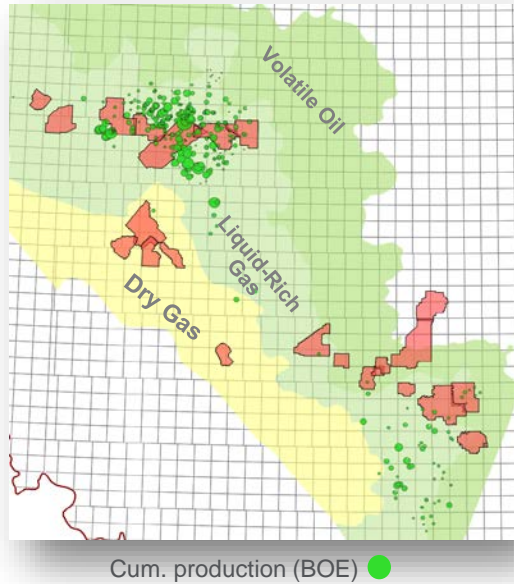 Volatile Oil
Liquid-Rich
Gas
Dry Gas
Cum. production (BOE)